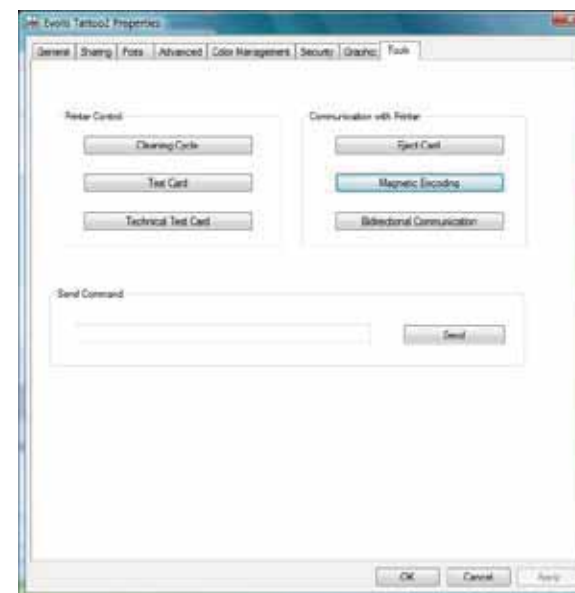 Evolis Tattoo2 Properties
General Sharing Ports Advanced Color Management Security Graphic Tools
Printer Control
Cleaning Cycle
Test Card
Technical Test Card
Communication with Printer
Eject Card
Magnetic Encoding
Bidirectional Communication
Send Command
Send
OK Cancel Apply